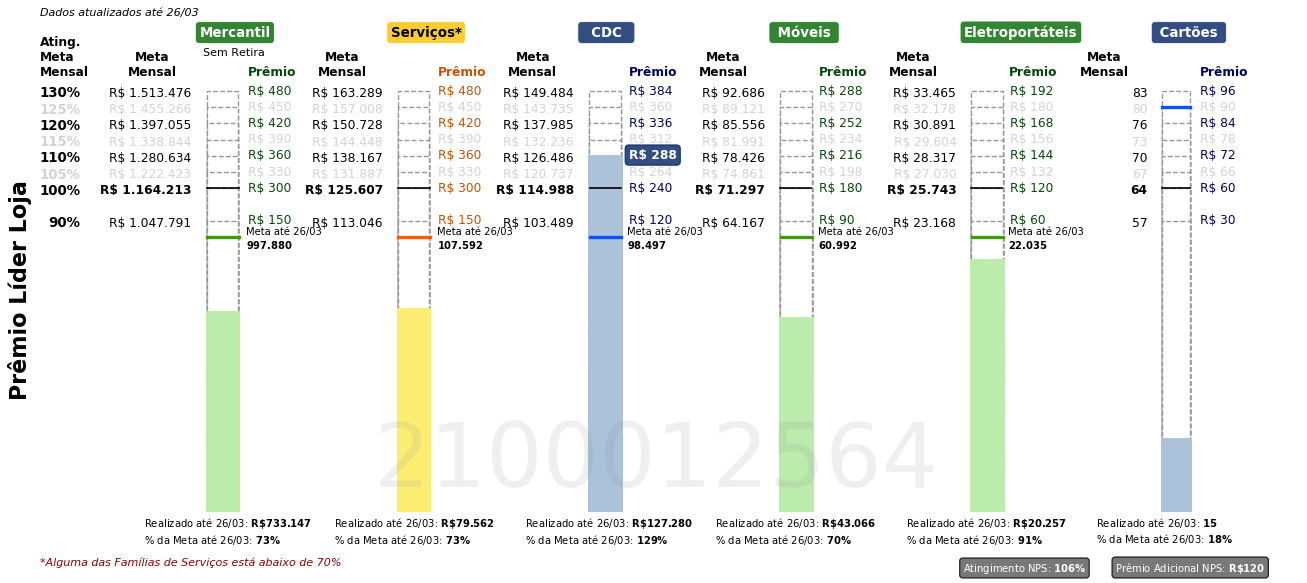 Dados atualizados até 26/03
Mercantil
Serviços*
CDC
Móveis
Eletroportáteis
Cartões
Sem Retira
Ating. Meta Mensal
Meta Mensal Prêmio Meta Mensal Prêmio Meta Mensal Prêmio Meta Mensal Prêmio Meta Mensal Prêmio Meta Mensal Prêmio
130% R$ 1.513.476 R$ 480 R$ 163.289 R$ 480 R$ 149.484 R$ 384 R$ 92.686 R$ 288 R$ 33.465 R$ 192 83 R$ 96
125% R$ 1.455.266 R$ 450 R$ 157.008 R$ 450 R$ 143.735 R$ 360 R$ 89.121 R$ 270 R$ 32.178 R$ 180 80 R$ 90
120% R$ 1.397.055 R$ 420 R$ 150.728 R$ 420 R$ 137.985 R$ 336 R$ 85.556 R$ 252 R$ 30.891 R$ 168 76 R$ 84
115% R$ 1.338.844 R$ 390 R$ 144.448 R$ 390 R$ 132.236 R$ 312 R$ 81.991 R$ 234 R$ 29.604 R$ 156 73 R$ 78
110% R$ 1.280.634 R$ 360 R$ 138.167 R$ 360 R$ 126.486 R$ 288 R$ 78.426 R$ 216 R$ 28.317 R$ 144 70 R$ 72
105% R$ 1.222.423 R$ 330 R$ 131.887 R$ 330 R$ 120.737 R$ 264 R$ 74.861 R$ 198 R$ 27.030 R$ 132 67 R$ 66
100% R$ 1.164.213 R$ 300 R$ 125.607 R$ 300 R$ 114.988 R$ 240 R$ 71.297 R$ 180 R$ 25.743 R$ 120 64 R$ 60
90% R$ 1.047.791 R$ 150 R$ 113.046 R$ 150 R$ 103.489 R$ 120 R$ 64.167 R$ 90 R$ 23.168 R$ 60 57 R$ 30
Meta até 26/03 Meta até 26/03 Meta até 26/03 Meta até 26/03 Meta até 26/03
997.880 107.592 98.497 60.992 22.035
Prêmio Líder Loja
2100012564
Realizado até 26/03: R$733.147 Realizado até 26/03: R$79.562 Realizado até 26/03: R$127.280 Realizado até 26/03: R$43.066 Realizado até 26/03: R$20.257 Realizado até 26/03: 15
% da Meta até 26/03: 73% % da Meta até 26/03: 73% % da Meta até 26/03: 129% % da Meta até 26/03: 70% % da Meta até 26/03: 91% % da Meta até 26/03: 18%
*Alguma das Famílias de Serviços está abaixo de 70%
Atingimento NPS: 106%
Prêmio Adicional NPS: R$120